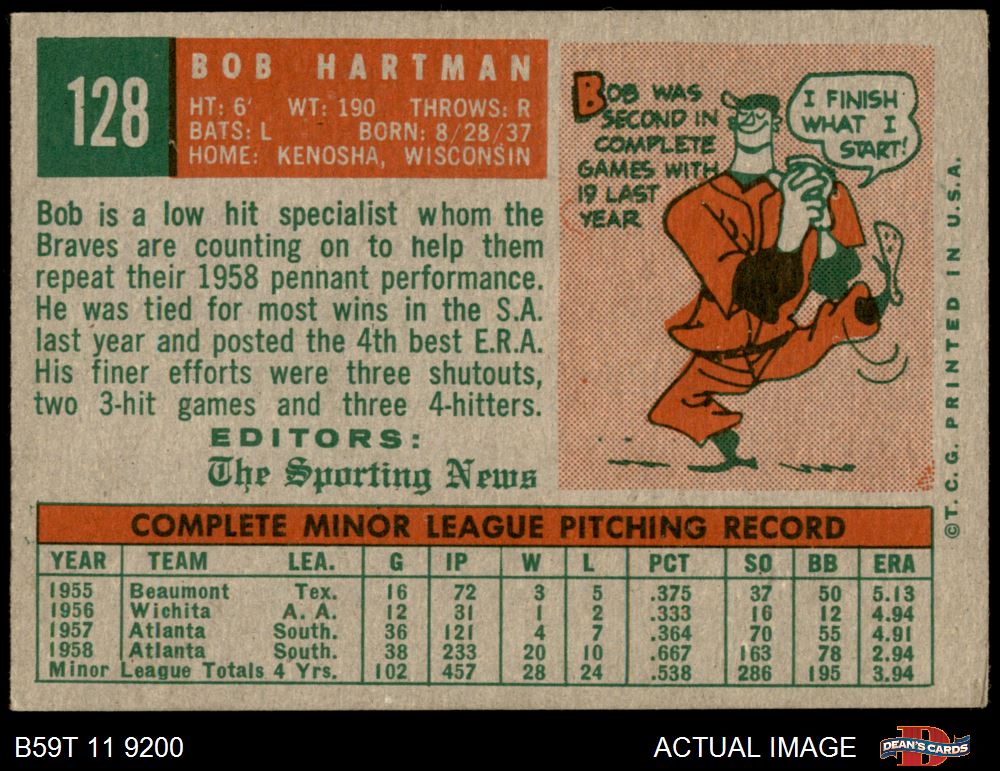 128
BOB HARTMAN
HT: 6' WT: 190 THROWS: R
BATS: L BORN: 8/28/37
HOME: KENOSHA, WISCONSIN
Bob is a low hit specialist whom the
Braves are counting on to help them
repeat their 1958 pennant performance.
He was tied for most wins in the S.A.
last year and posted the 4th best E.R.A.
His finer efforts were three shutouts,
two 3-hit games and three 4-hitters.
EDITORS:
The Sporting News
BOB WAS
SECOND IN
COMPLETE
GAMES WITH
19 LAST
YEAR
I FINISH
WHAT I
START!
©T. C. G. PRINTED IN U.S.A.
COMPLETE MINOR LEAGUE PITCHING RECORD
YEAR TEAM LEA. G IP W L PCT SO BB ERA
1955 Beaumont Tex. 16 72 3 5 .375 37 50 5.13
1956 Wichita A. A. 12 31 1 2 .333 16 12 4.94
1957 Atlanta South. 36 121 4 7 .364 70 55 4.91
1958 Atlanta South. 38 233 20 10 .667 163 78 2.94
Minor League Totals 4 Yrs. 102 457 28 24 .538 286 195 3.94
B59T 11 9200
ACTUAL IMAGE
DEAN'S CARDS